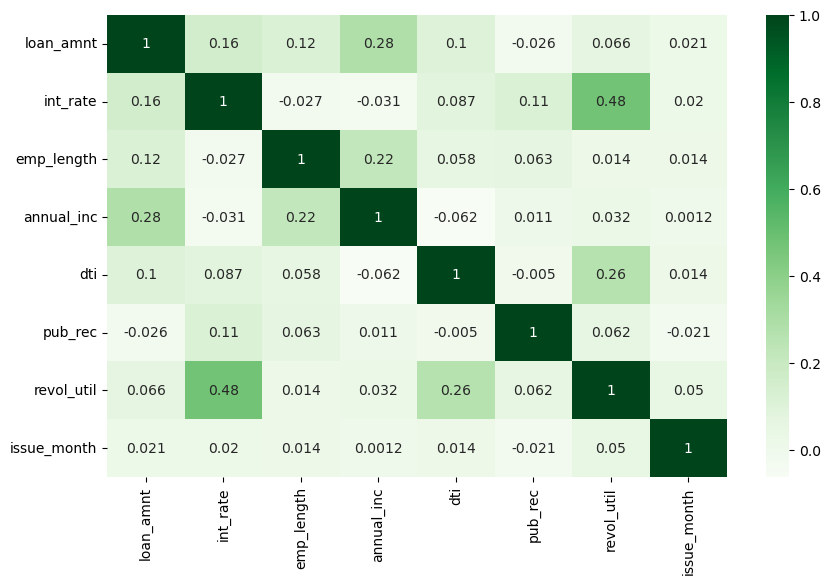 loan_amnt 1 0.16 0.12 0.28 0.1 -0.026 0.066 0.021
int_rate 0.16 1 -0.027 -0.031 0.087 0.11 0.48 0.02
emp_length 0.12 -0.027 1 0.22 0.058 0.063 0.014 0.014
annual_inc 0.28 -0.031 0.22 1 -0.062 0.011 0.032 0.0012
dti 0.1 0.087 0.058 -0.062 1 -0.005 0.26 0.014
pub_rec -0.026 0.11 0.063 0.011 -0.005 1 0.062 -0.021
revol_util 0.066 0.48 0.014 0.032 0.26 0.062 1 0.05
issue_month 0.021 0.02 0.014 0.0012 0.014 -0.021 0.05 1
loan_amnt int_rate emp_length annual_inc dti pub_rec revol_util issue_month
1.0
0.8
0.6
0.4
0.2
0.0